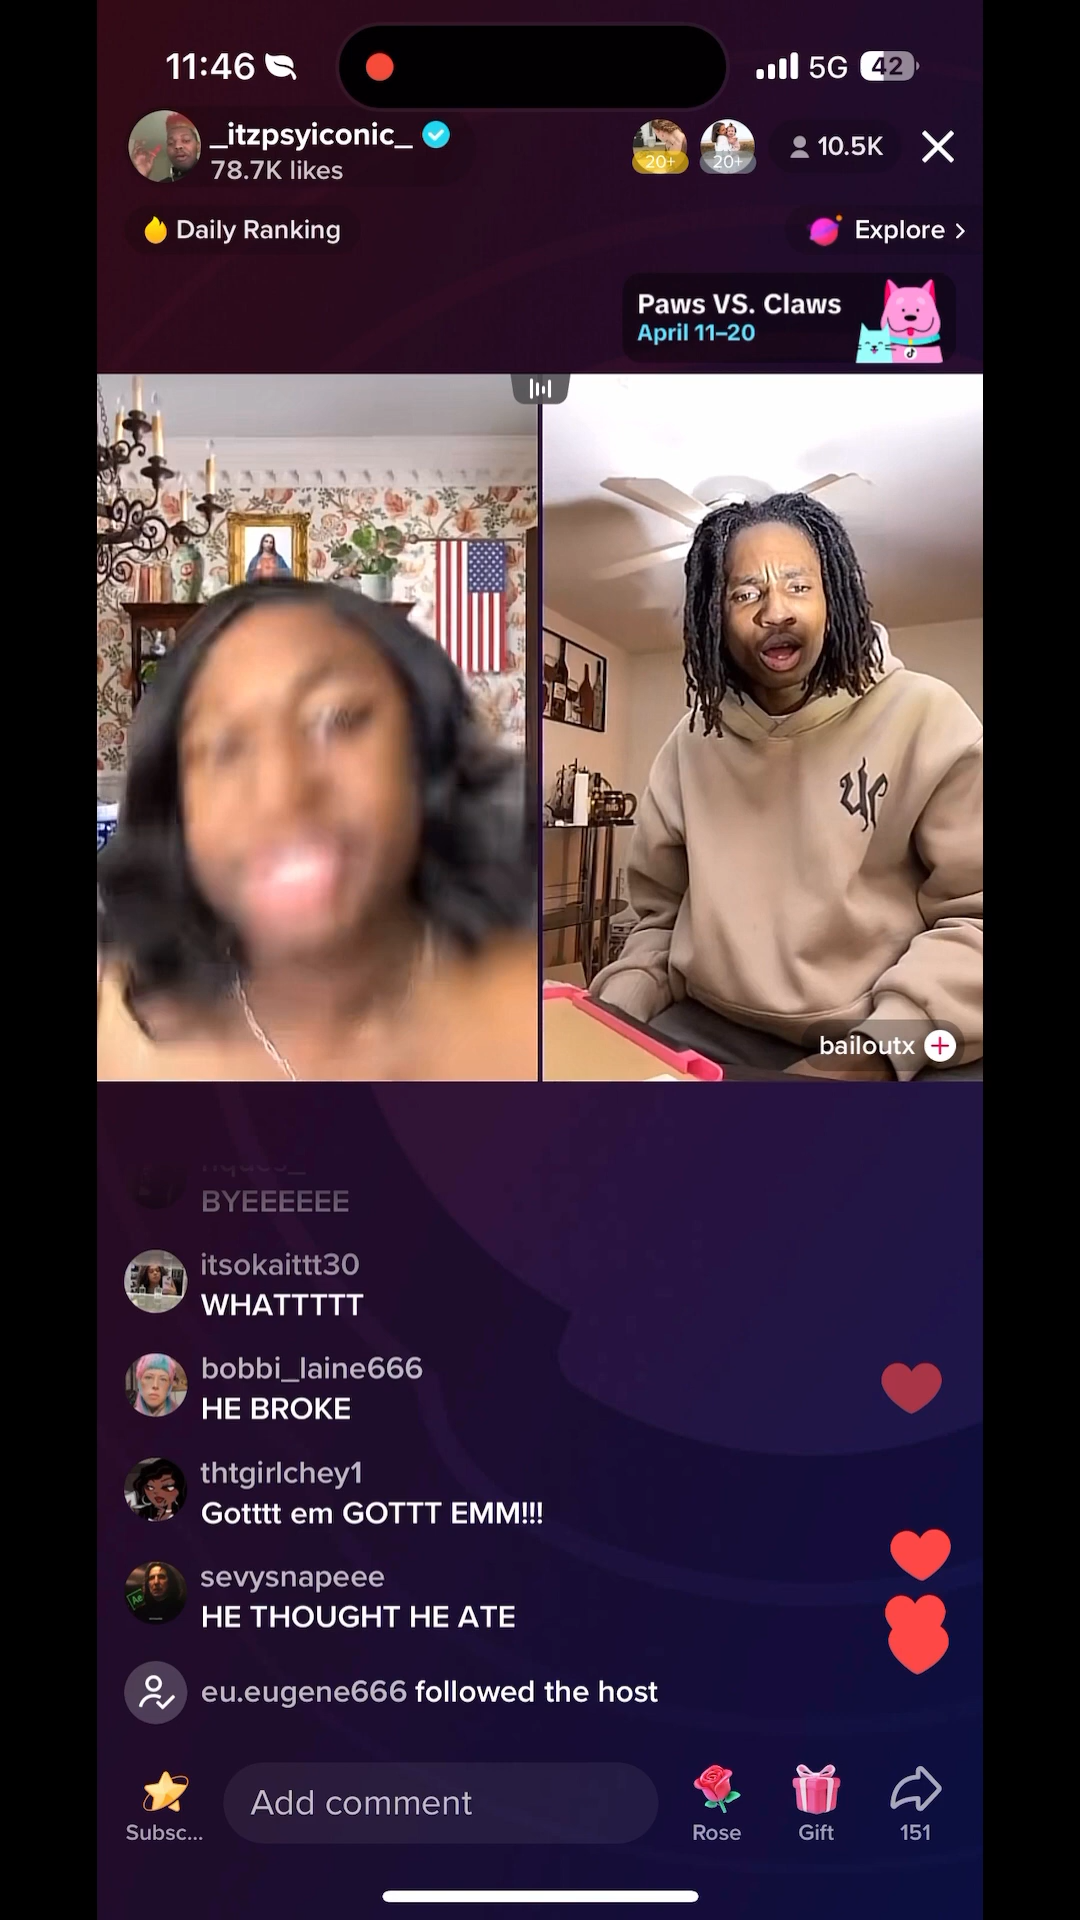 11:46
5G
42
_itzpsyiconic_
78.7K likes
20+
20+
10.5K
Daily Ranking
Explore >
Paws VS. Claws
April 11–20
bailoutx
BYEEEEEE
itsokaittt30
WHATTTTT
bobbi_laine666
HE BROKE
thtgirlchey1
Gotttt em GOTTT EMM!!!
sevysnapeee
HE THOUGHT HE ATE
eu.eugene666 followed the host
Subsc...
Add comment
Rose
Gift
151